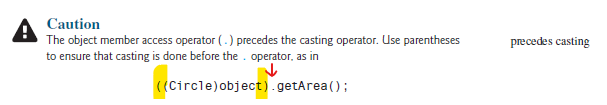 Caution
The object member access operator (.) precedes the casting operator. Use parentheses
to ensure that casting is done before the . operator, as in
((Circle)object).getArea();
precedes casting